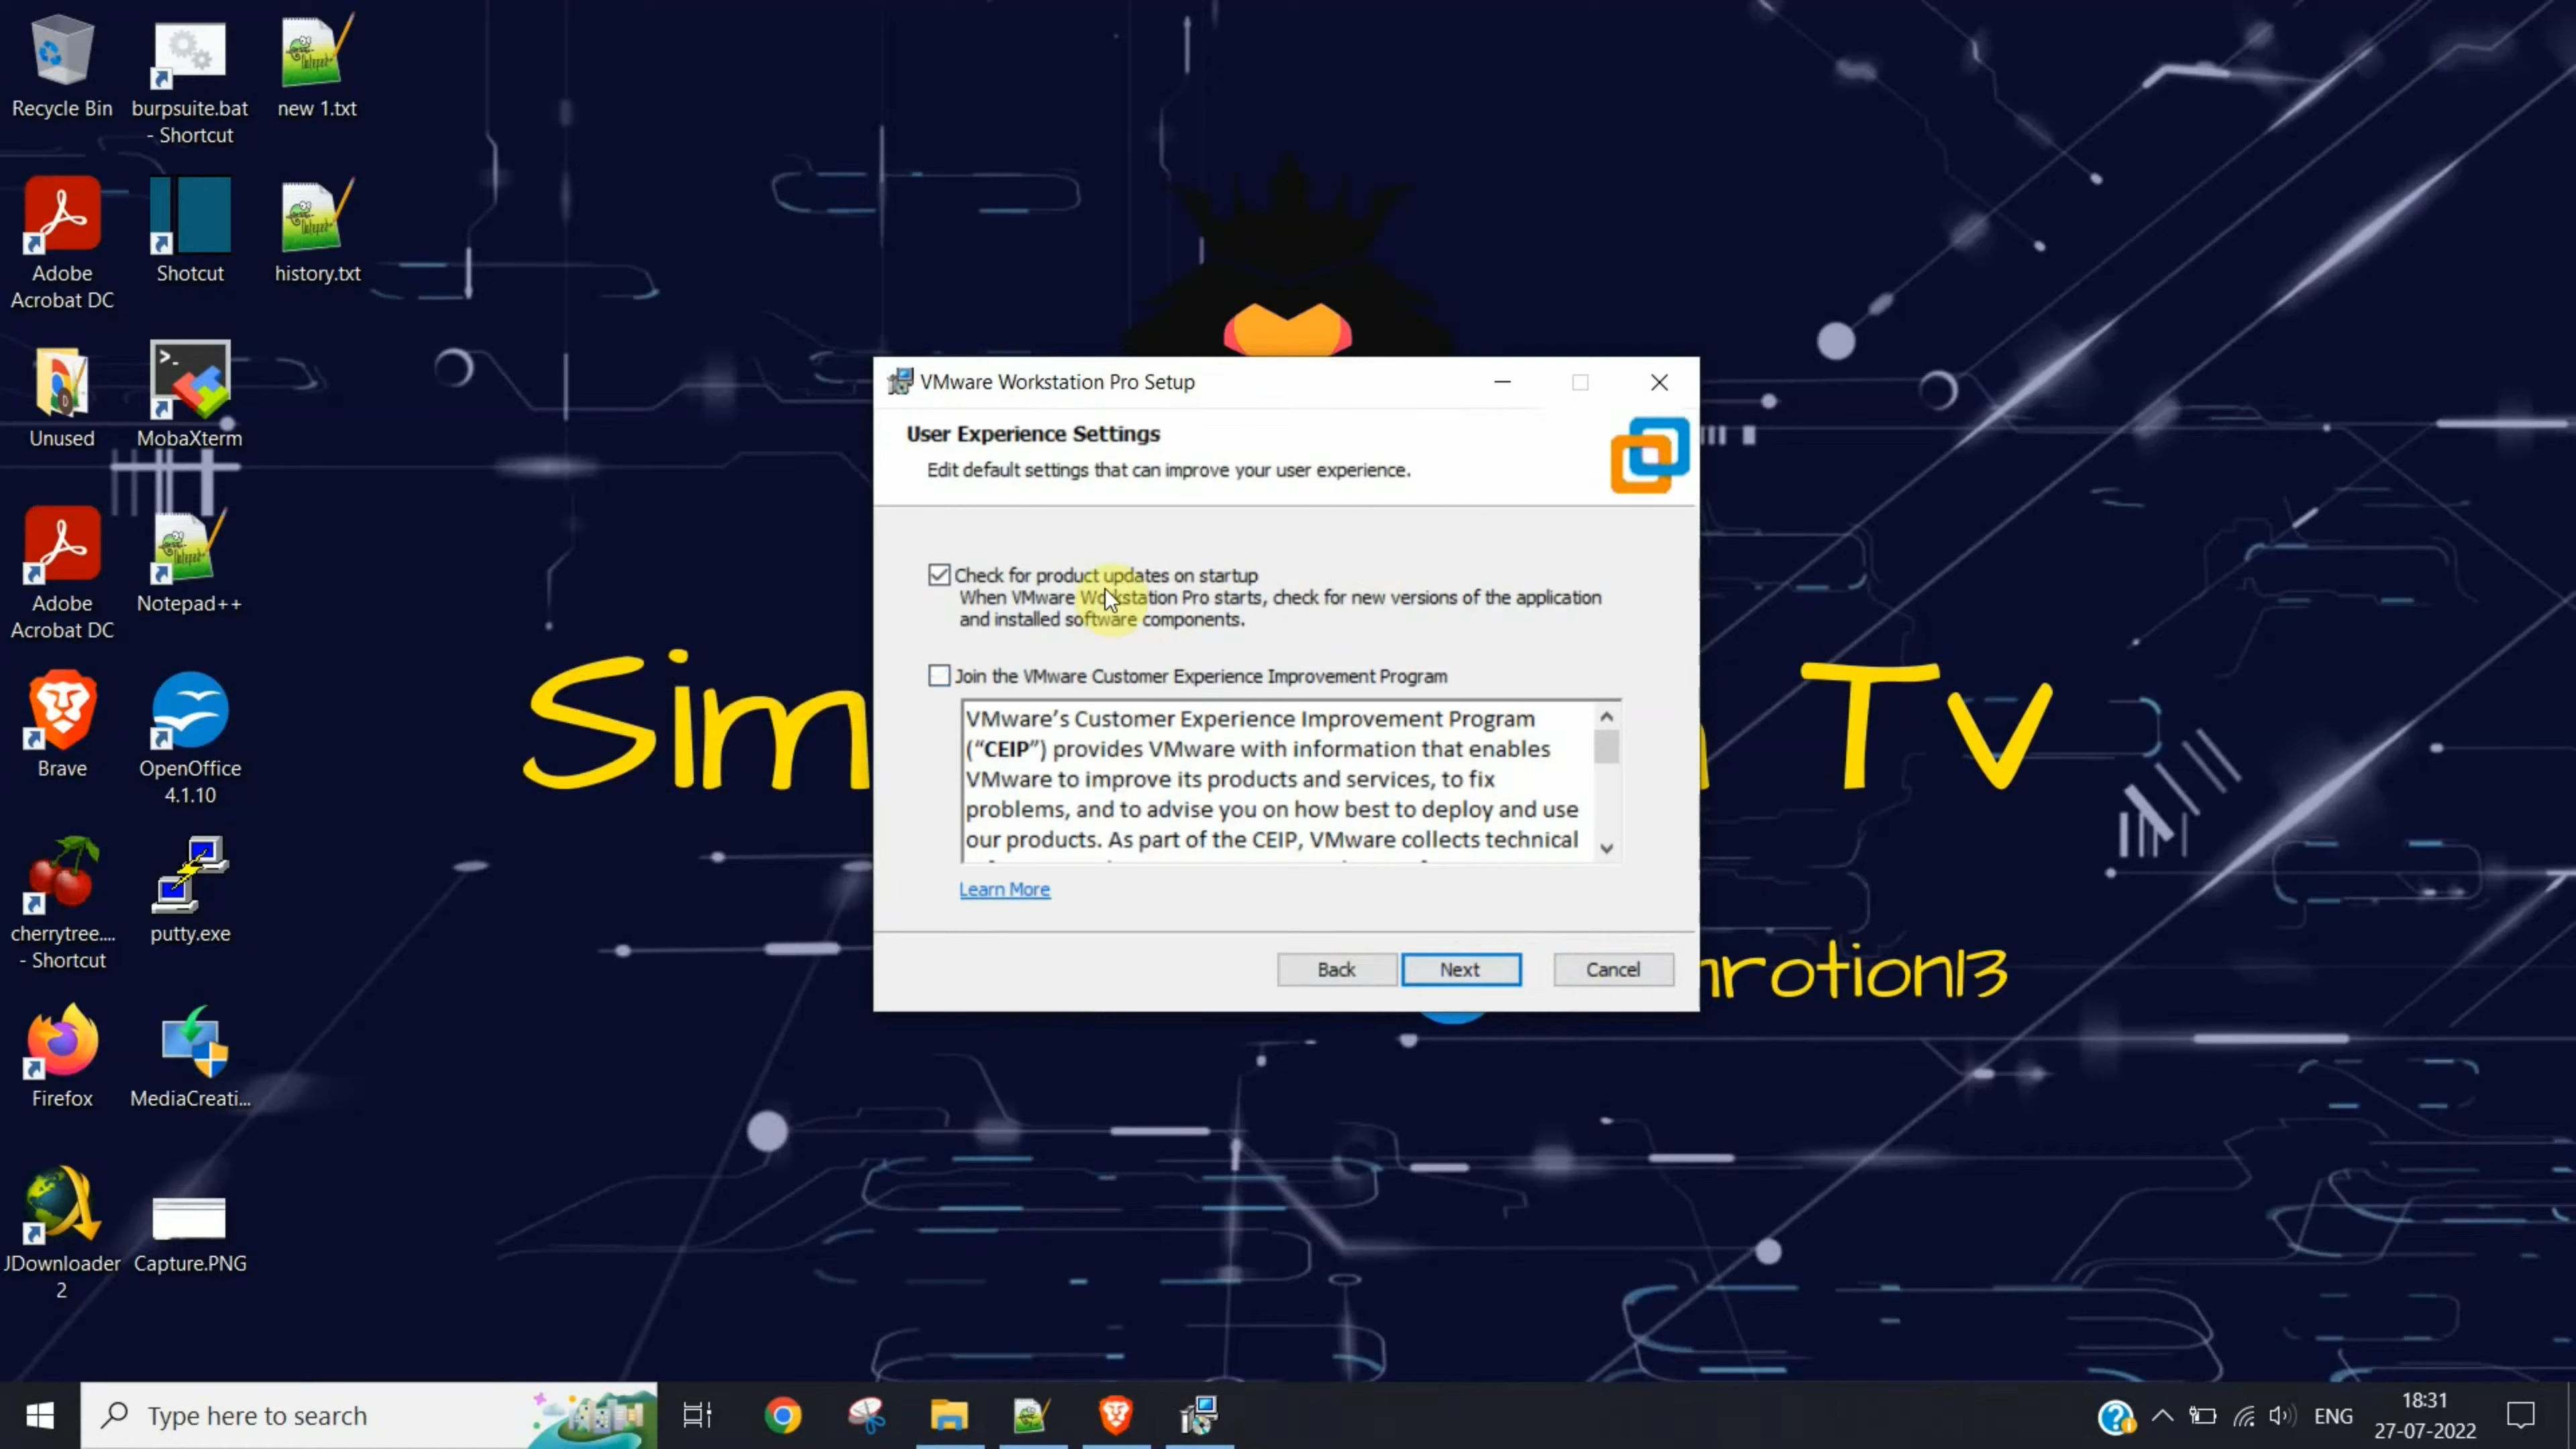 Recycle Bin
burpsuite.bat
- Shortcut
new 1.txt
Adobe
Acrobat DC
Shotcut
history.txt
Unused
MobaXterm
Adobe
Acrobat DC
Notepad++
Brave
OpenOffice
4.1.10
cherrytree....
- Shortcut
putty.exe
Firefox
MediaCreati...
JDownloader
2
Capture.PNG
Sim
Tv
rotion13
VMware Workstation Pro Setup
User Experience Settings
Edit default settings that can improve your user experience.
Check for product updates on startup
When VMware Workstation Pro starts, check for new versions of the application
and installed software components.
Join the VMware Customer Experience Improvement Program
VMware's Customer Experience Improvement Program
("CEIP") provides VMware with information that enables
VMware to improve its products and services, to fix
problems, and to advise you on how best to deploy and use
our products. As part of the CEIP, VMware collects technical
Learn More
Back
Next
Cancel
Type here to search
ENG
18:31
27-07-2022